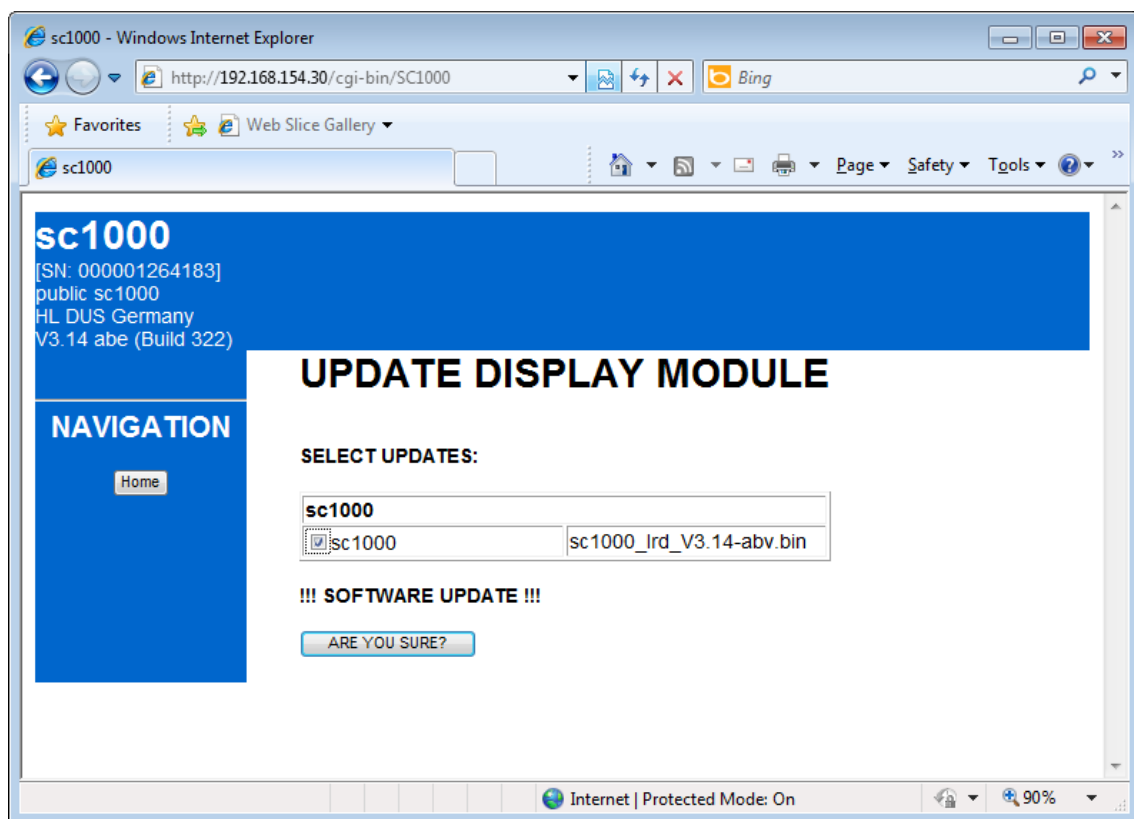 sc1000 - Windows Internet Explorer
http://192.168.154.30/cgi-bin/SC1000
Bing
Favorites
Web Slice Gallery
sc1000
Page
Safety
Tools
sc1000
[SN: 000001264183]
public sc1000
HL DUS Germany
V3.14 abe (Build 322)
UPDATE DISPLAY MODULE
NAVIGATION
Home
SELECT UPDATES:
sc1000
sc1000 sc1000_lrd_V3.14-abv.bin
!!! SOFTWARE UPDATE !!!
ARE YOU SURE?
Internet | Protected Mode: On
90%